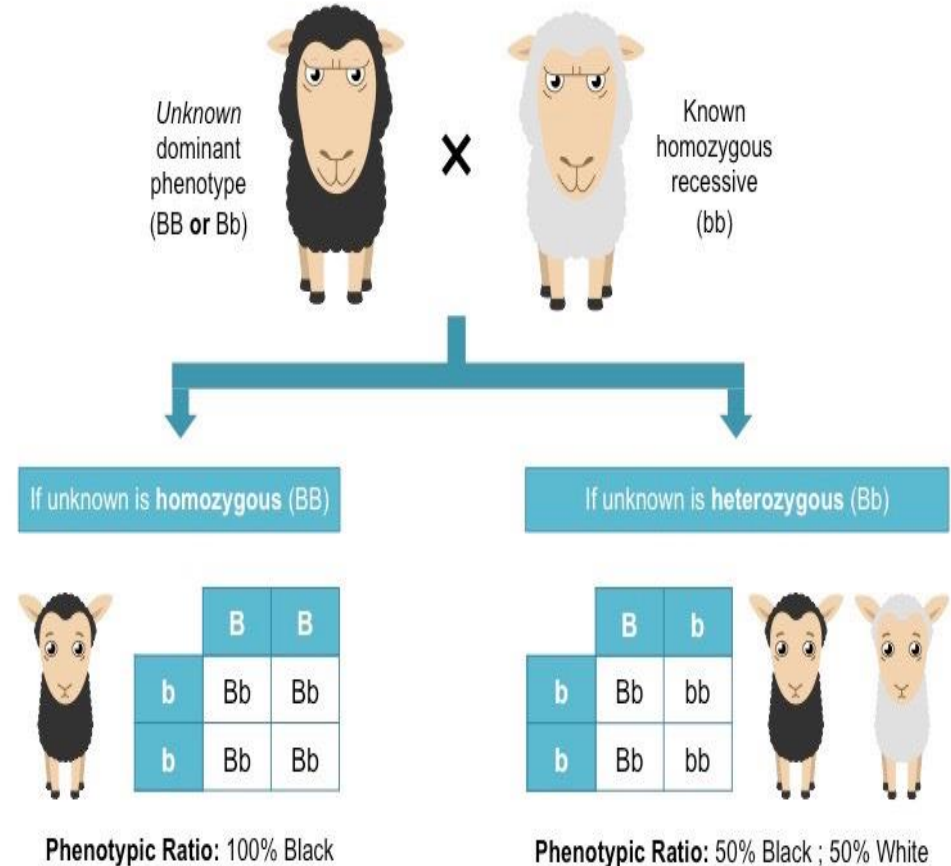 Unknown
dominant
phenotype
(BB or Bb)
X
Known
homozygous
recessive
(bb)
If unknown is homozygous (BB)
B B
b Bb Bb
b Bb Bb
Phenotypic Ratio: 100% Black
If unknown is heterozygous (Bb)
B b
b Bb bb
b Bb bb
Phenotypic Ratio: 50% Black ; 50% White